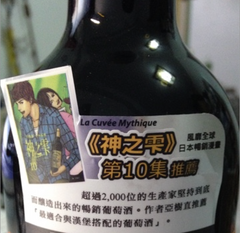 La Cuvée Mythique
《神之雫》
風靡全球
日本暢銷漫畫
第10集 推薦
超過2,000位的生產家堅持到底
而釀造出來的暢銷葡萄酒。作者亞樹直推薦
「最適合與漢堡搭配的葡萄酒」。